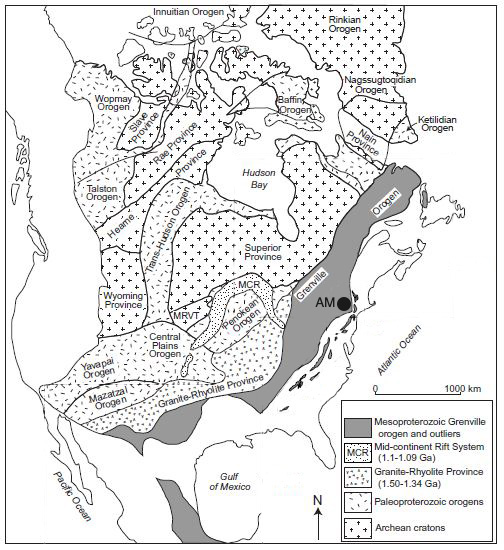 Innuitian Orogen
Rinkian
Orogen
Nagssugtoqidian
Orogen
Ketilidian
Orogen
Wopmay
Orogen
Slave
Province
Baffin
Orogen
Nain
Province
Rae Province
Hudson
Bay
Talston
Orogen
Hearne
Province
Trans-Hudson Orogen
Superior
Province
Grenville
Orogen
Wyoming
Province
MCR
MRVT
Penokean
Orogen
AM
Central
Plains
Orogen
Yavapai
Orogen
Mazatzal
Orogen
Granite-Rhyolite Province
Atlantic Ocean
0 1000 km
Pacific Ocean
Gulf
of Mexico
N
Mesoproterozoic Grenville
orogen and outliers
MCR Mid-continent Rift System
(1.1-1.09 Ga)
Granite-Rhyolite Province
(1.50-1.34 Ga)
Paleoproterozoic orogens
Archean cratons